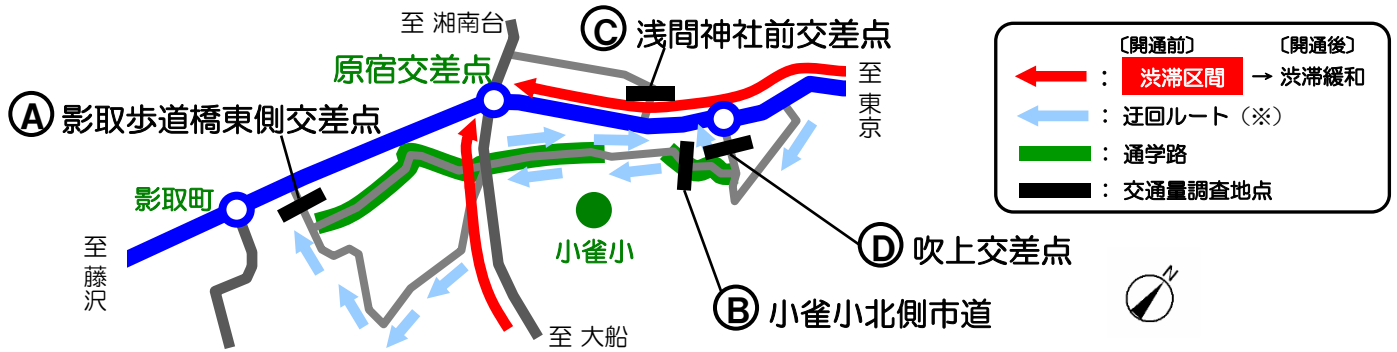 至 湘南台
Ⓒ 浅間神社前交差点
原宿交差点
至 東京
Ⓐ 影取歩道橋東側交差点
影取町
至 藤沢
小雀小
Ⓓ 吹上交差点
Ⓑ 小雀小北側市道
至 大船
〔開通前〕 〔開通後〕
: 渋滞区間 → 渋滞緩和
: 迂回ルート（※）
: 通学路
: 交通量調査地点
N